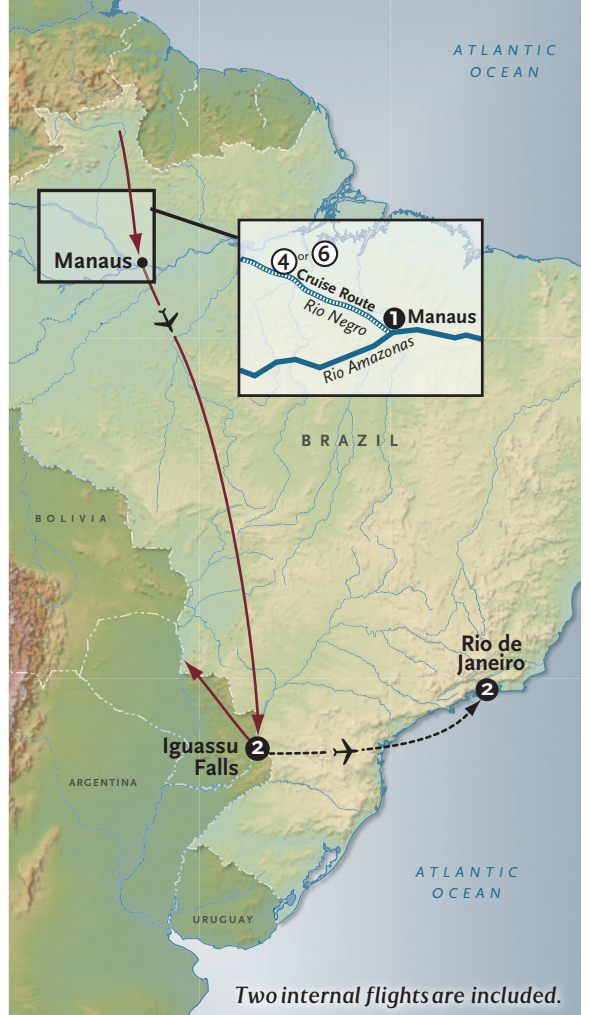 ATLANTIC
OCEAN
Manaus
4 or 6
Cruise Route
Rio Negro
1 Manaus
Rio Amazonas
BRAZIL
BOLIVIA
Rio de
Janeiro
2
Iguassu
Falls
2
ARGENTINA
ATLANTIC
OCEAN
URUGUAY
Two internal flights are included.